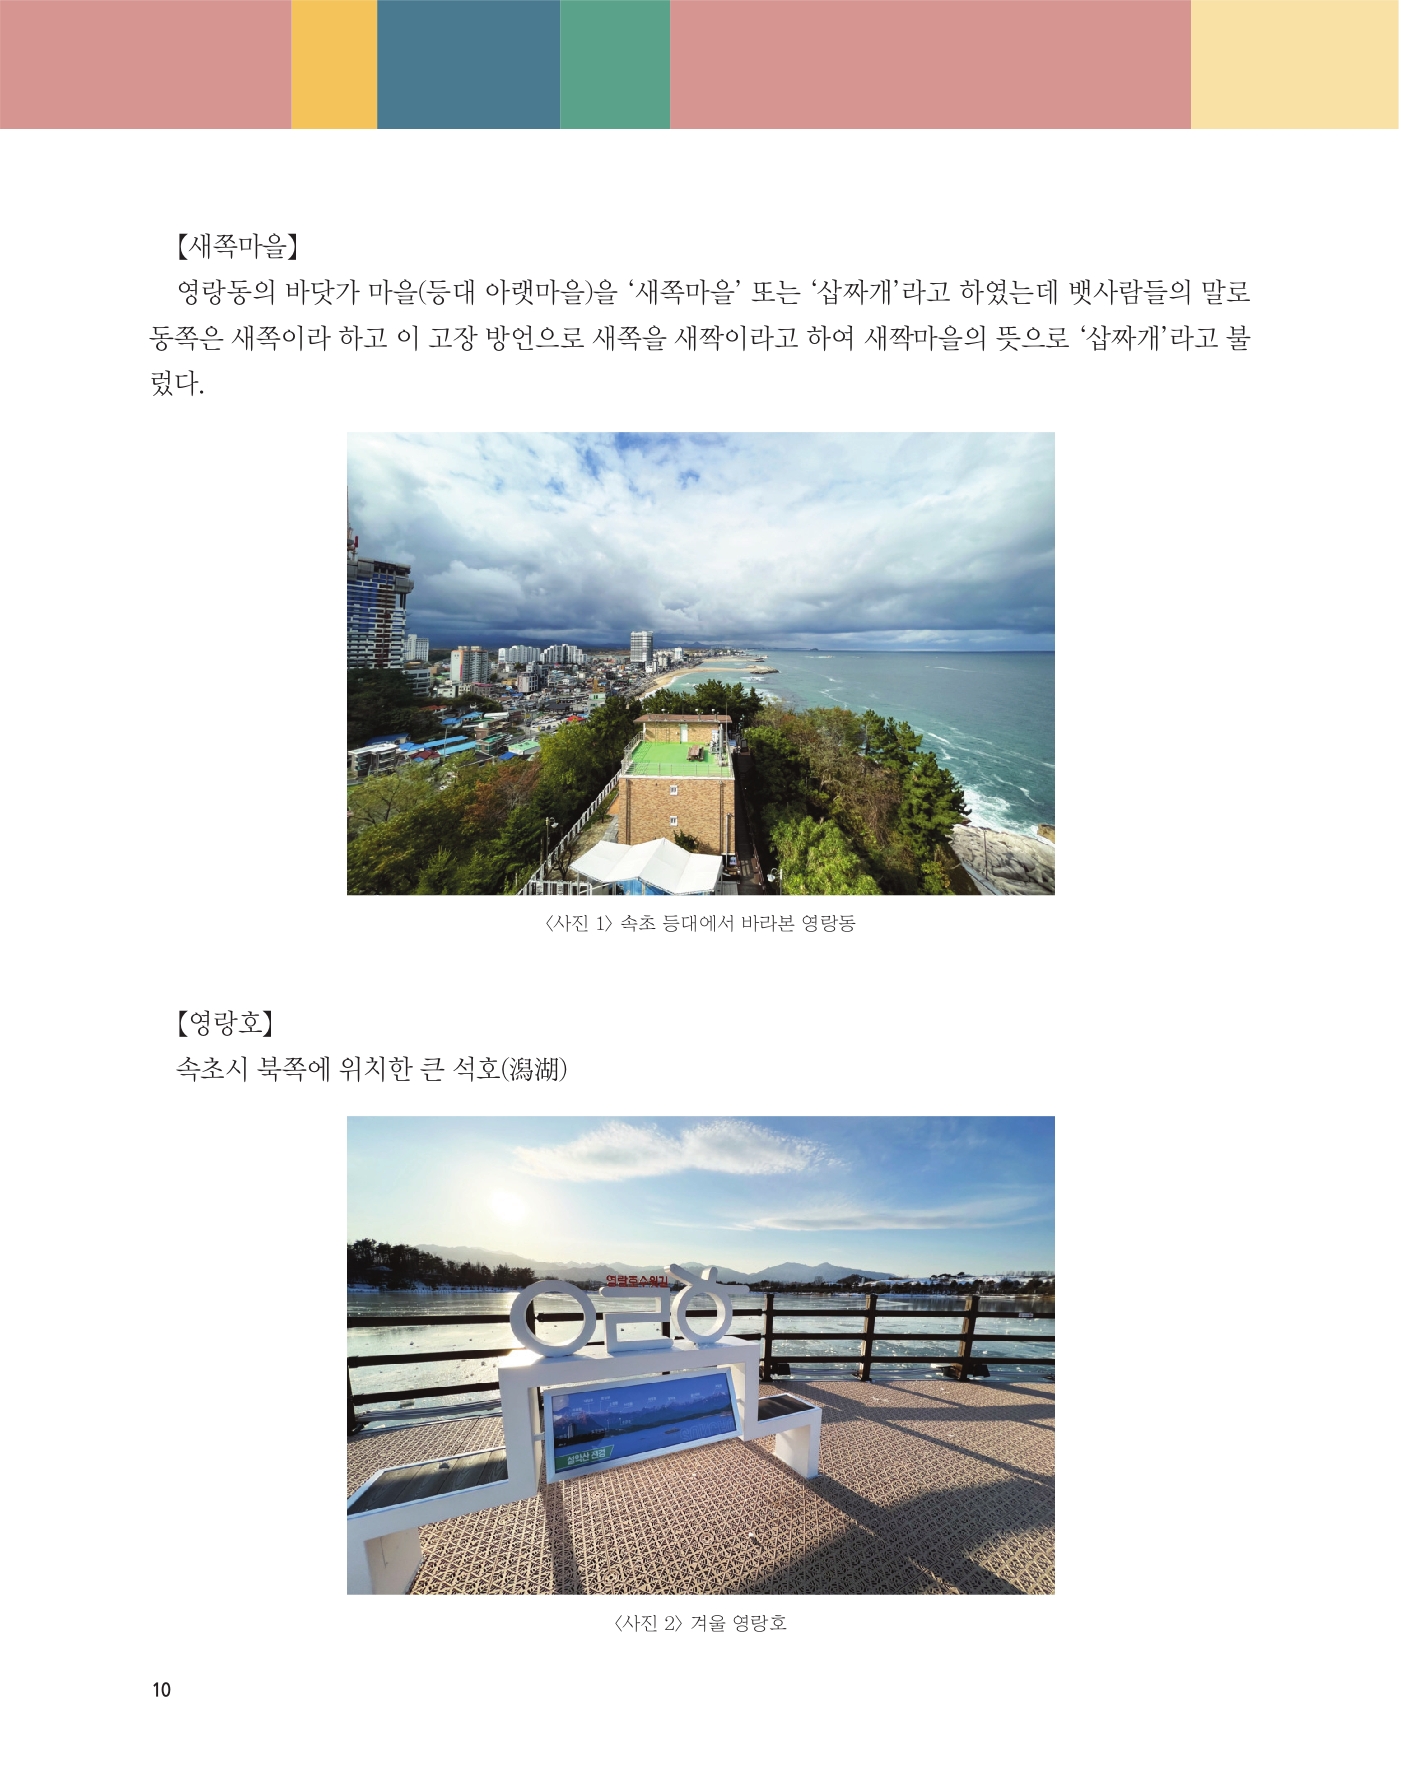 【새쪽마을】
영랑동의 바닷가 마을(등대 아랫마을)을 ‘새쪽마을’ 또는 ‘삽짜개’라고 하였는데 뱃사람들의 말로
동쪽은 새쪽이라 하고 이 고장 방언으로 새쪽을 새짝이라고 하여 새짝마을의 뜻으로 ‘삽짜개’라고 불
렀다.
〈사진 1〉 속초 등대에서 바라본 영랑동
【영랑호】
속초시 북쪽에 위치한 큰 석호(潟湖)
영랑호수윗길
ㅇㄹㅎ
설악산 전경
〈사진 2〉 겨울 영랑호
10